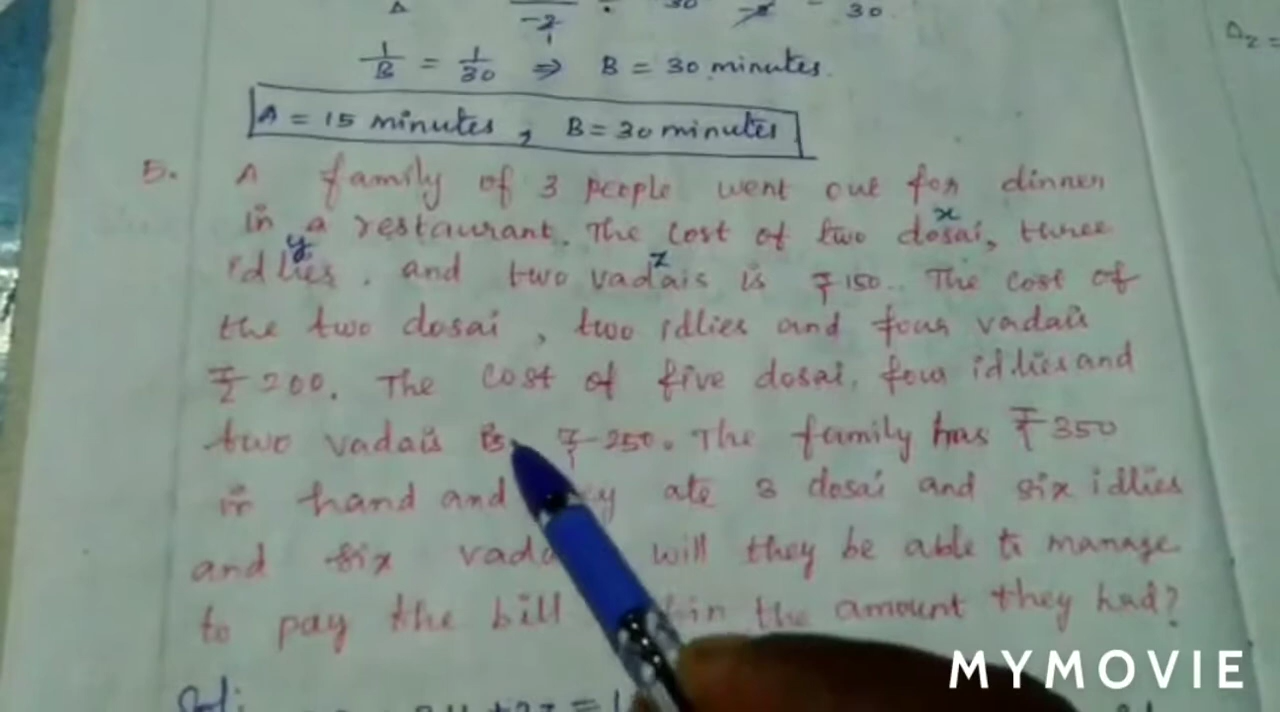 30
30
1/B = 1/30 ⇒ B = 30 minutes.
A = 15 minutes, B = 30 minutes
5. A family of 3 people went out for dinner
in a restaurant. The cost of two dosai, three
x
y
z
idlies, and two vadais is ₹150. The cost of
the two dosai, two idlies and four vadais
₹ 200. The cost of five dosai, four idlies and
two vadais is ₹ 250. The family has ₹ 350
in hand and ate 3 dosai and six idlies
and six will they be able to manage
to pay the bill the amount they had?
MYMOVIE